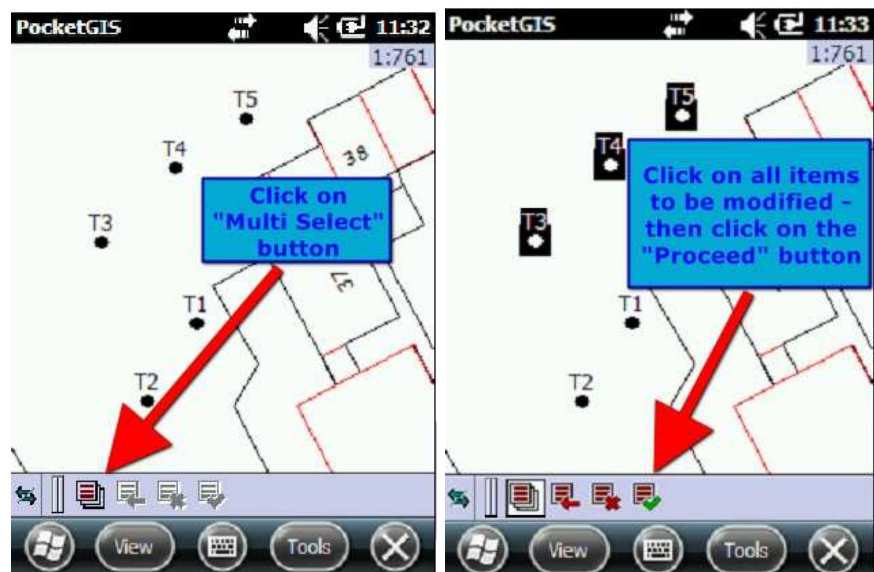 PocketGIS 11:32
1:761
T5
T4
38
Click on
"Multi Select"
button
T3
37
T1
T2
View Tools
PocketGIS 11:33
1:761
T5
T4
Click on all items
to be modified –
then click on the
"Proceed" button
T3
T1
T2
View Tools